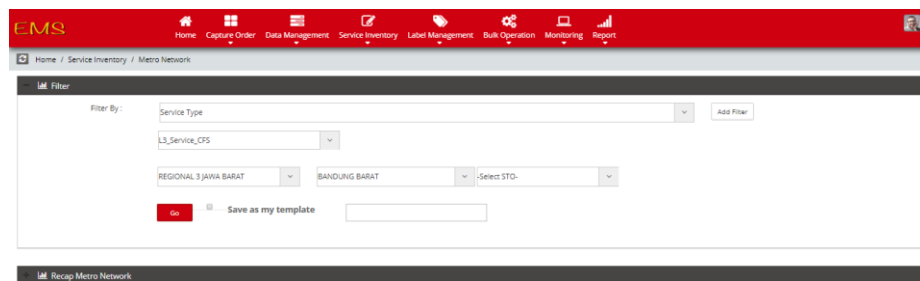 EMS
Home Capture Order Data Management Service Inventory Label Management Bulk Operation Monitoring Report
Home / Service Inventory / Metro Network
Filter
Filter By :
Service Type
Add Filter
L3_Service_CFS
REGIONAL 3 JAWA BARAT BANDUNG BARAT -Select STO-
Go Save as my template
Recap Metro Network